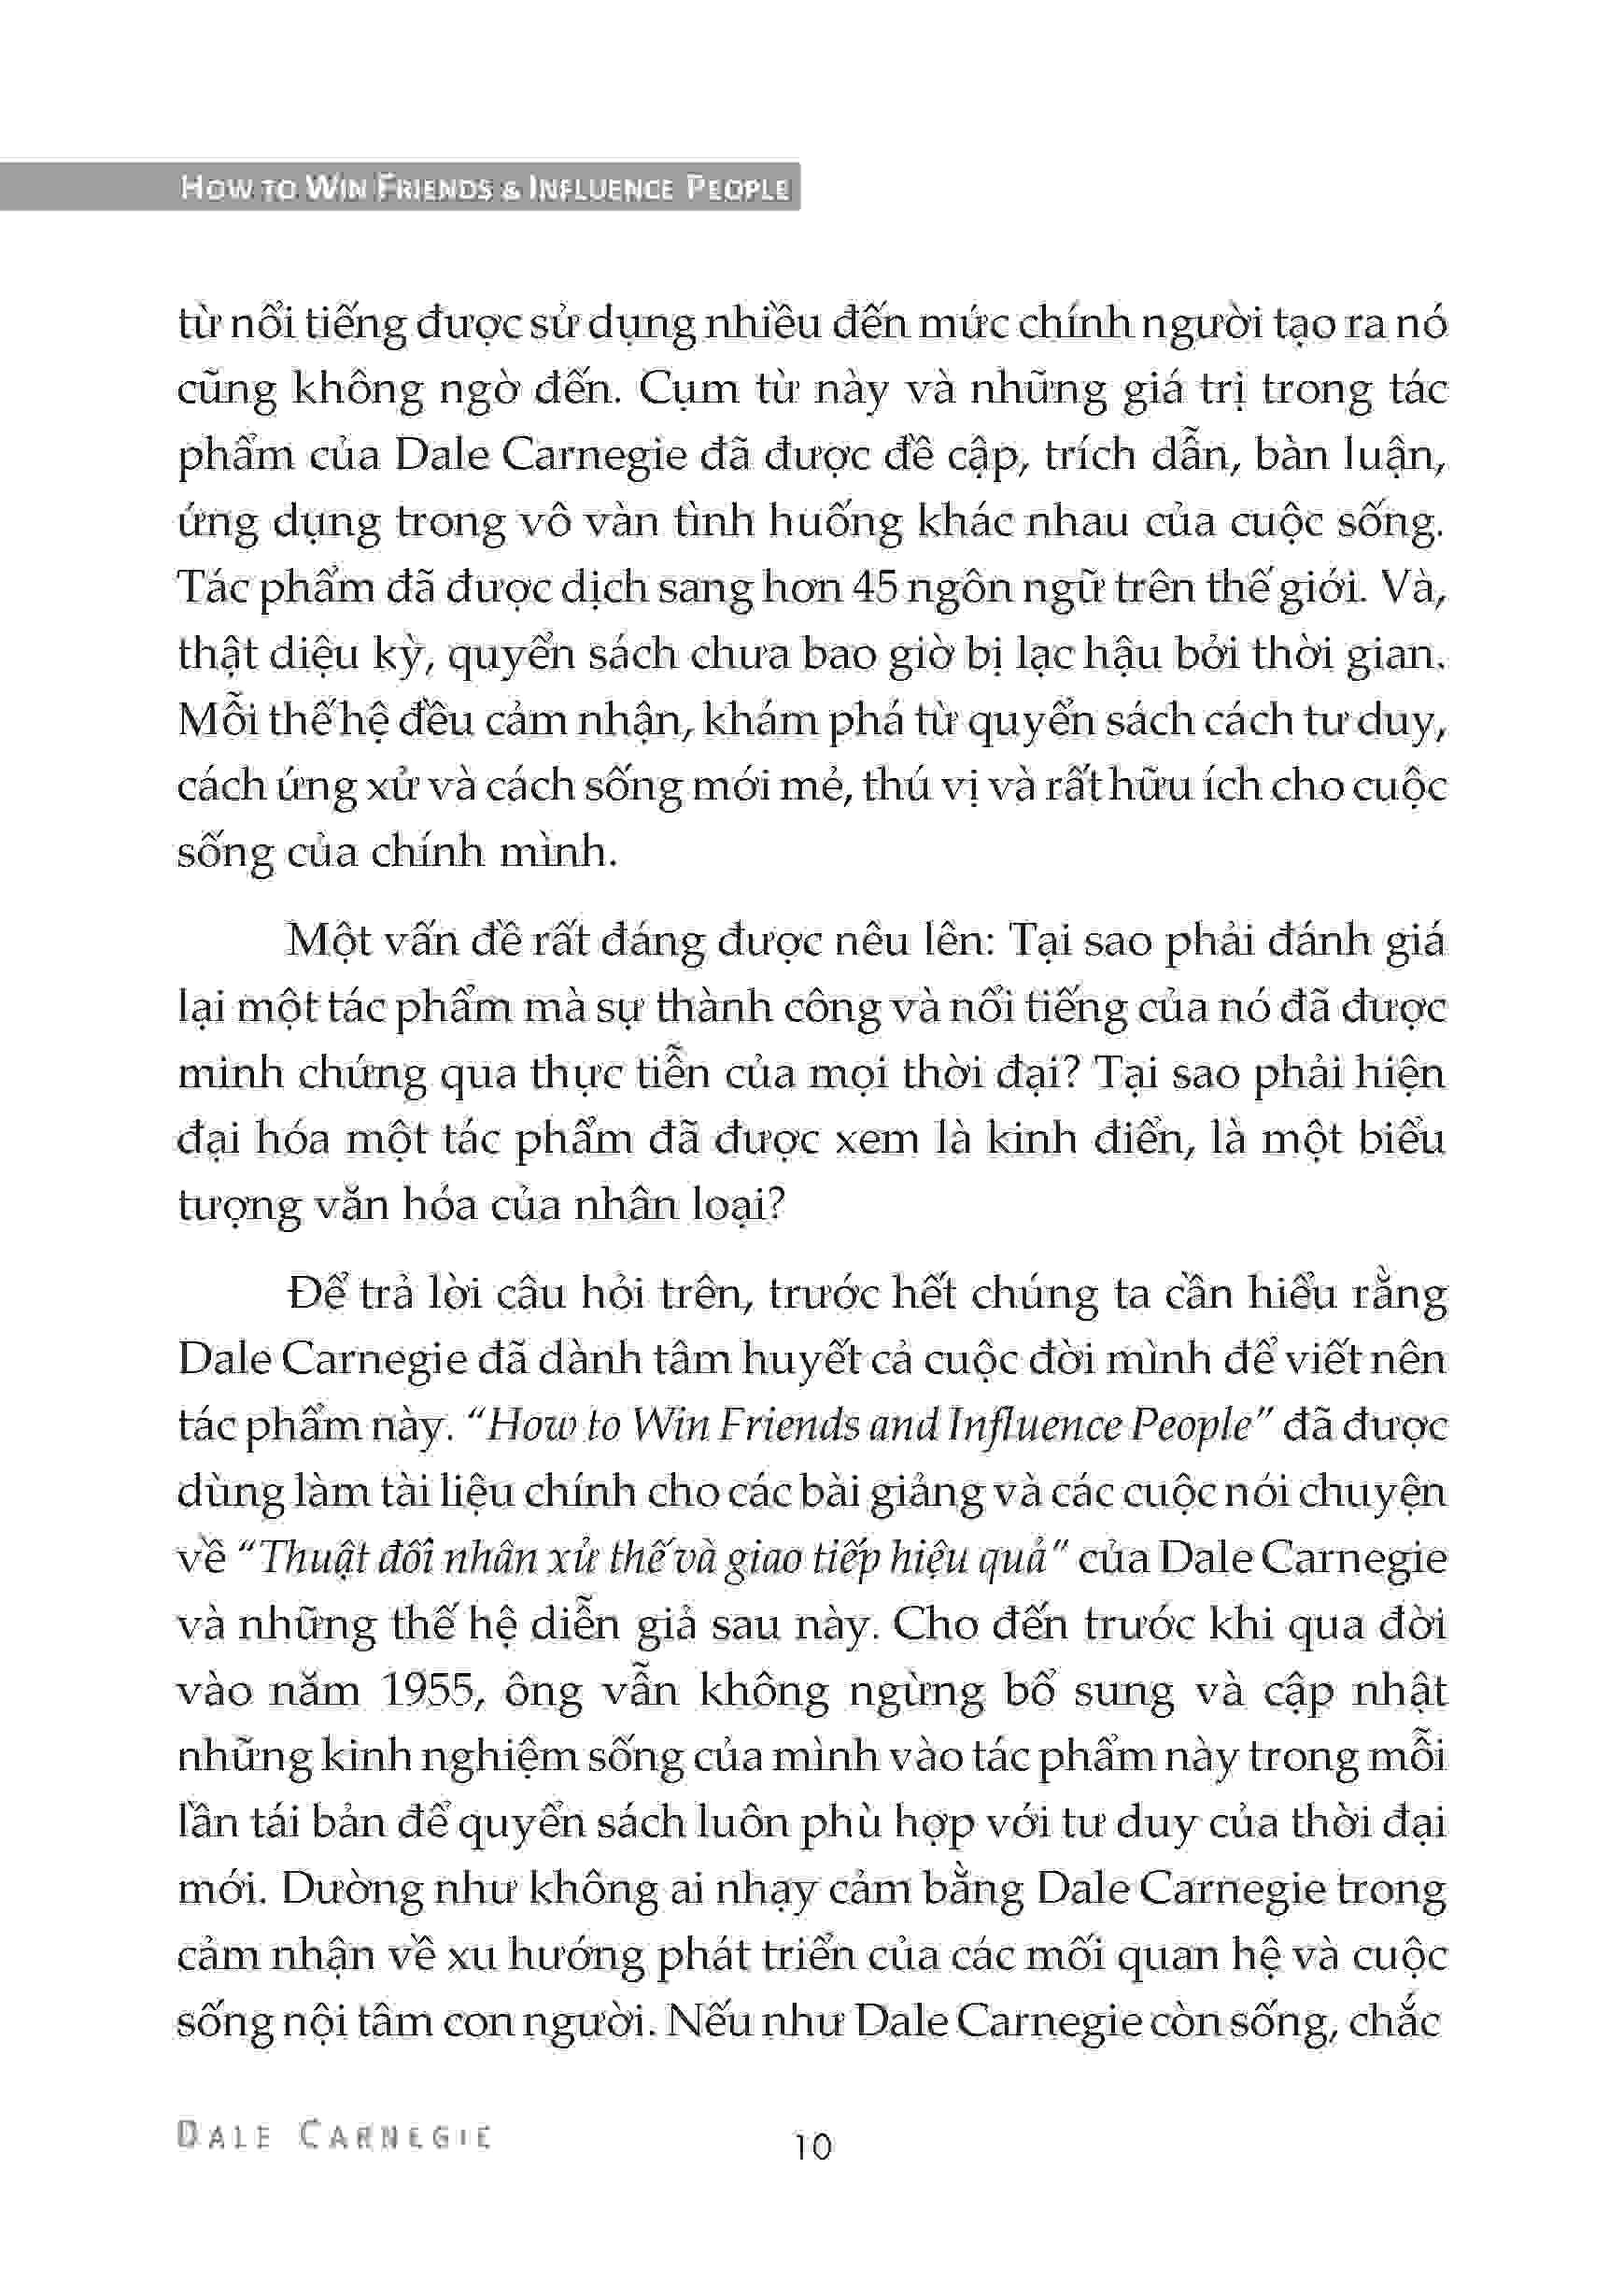 HOW TO WIN FRIENDS & INFLUENCE PEOPLE
từ nổi tiếng được sử dụng nhiều đến mức chính người tạo ra nó
cũng không ngờ đến. Cụm từ này và những giá trị trong tác
phẩm của Dale Carnegie đã được đề cập, trích dẫn, bàn luận,
ứng dụng trong vô vàn tình huống khác nhau của cuộc sống.
Tác phẩm đã được dịch sang hơn 45 ngôn ngữ trên thế giới. Và,
thật diệu kỳ, quyển sách chưa bao giờ bị lạc hậu bởi thời gian.
Mỗi thế hệ đều cảm nhận, khám phá từ quyển sách cách tư duy,
cách ứng xử và cách sống mới mẻ, thú vị và rất hữu ích cho cuộc
sống của chính mình.
Một vấn đề rất đáng được nêu lên: Tại sao phải đánh giá
lại một tác phẩm mà sự thành công và nổi tiếng của nó đã được
minh chứng qua thực tiễn của mọi thời đại? Tại sao phải hiện
đại hóa một tác phẩm đã được xem là kinh điển, là một biểu
tượng văn hóa của nhân loại?
Để trả lời câu hỏi trên, trước hết chúng ta cần hiểu rằng
Dale Carnegie đã dành tâm huyết cả cuộc đời mình để viết nên
tác phẩm này. “How to Win Friends and Influence People” đã được
dùng làm tài liệu chính cho các bài giảng và các cuộc nói chuyện
về “Thuật đối nhân xử thế và giao tiếp hiệu quả” của Dale Carnegie
và những thế hệ diễn giả sau này. Cho đến trước khi qua đời
vào năm 1955, ông vẫn không ngừng bổ sung và cập nhật
những kinh nghiệm sống của mình vào tác phẩm này trong mỗi
lần tái bản để quyển sách luôn phù hợp với tư duy của thời đại
mới. Dường như không ai nhạy cảm bằng Dale Carnegie trong
cảm nhận về xu hướng phát triển của các mối quan hệ và cuộc
sống nội tâm con người. Nếu như Dale Carnegie còn sống, chắc
DALE CARNEGIE
10